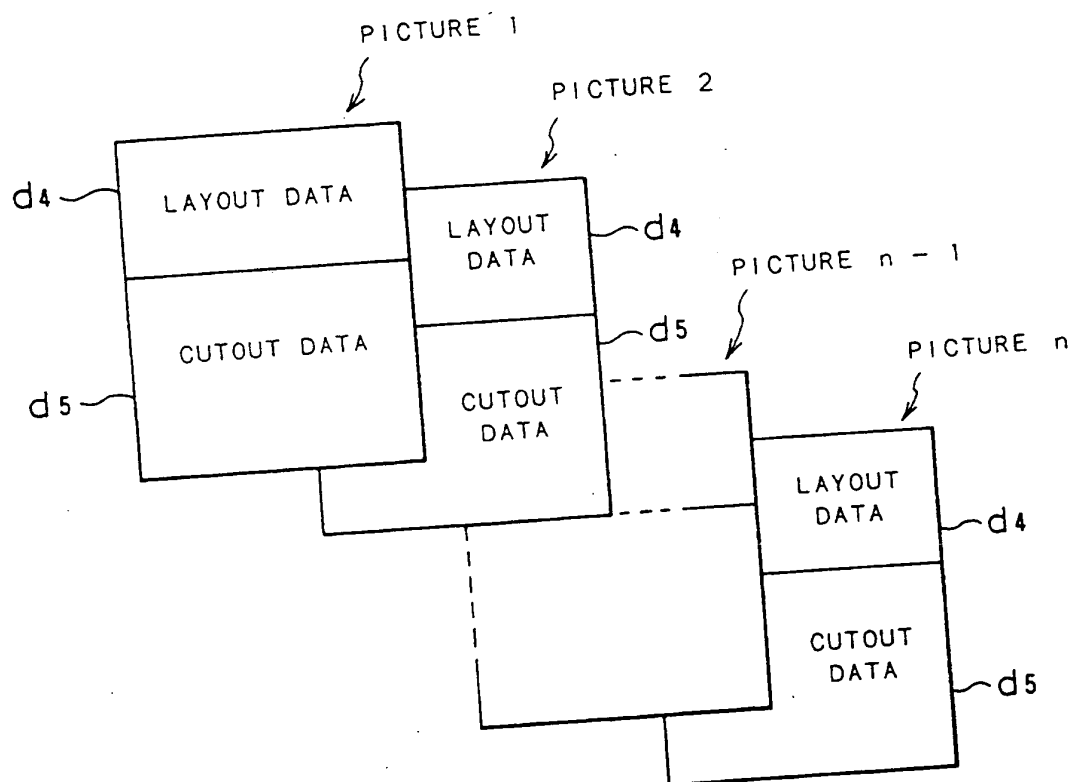 PICTURE 1
PICTURE 2
d4
LAYOUT DATA
LAYOUT
DATA
d4
PICTURE n - 1
CUTOUT DATA
d5
PICTURE n
d5
CUTOUT
DATA
LAYOUT
DATA
d4
CUTOUT
DATA
d5